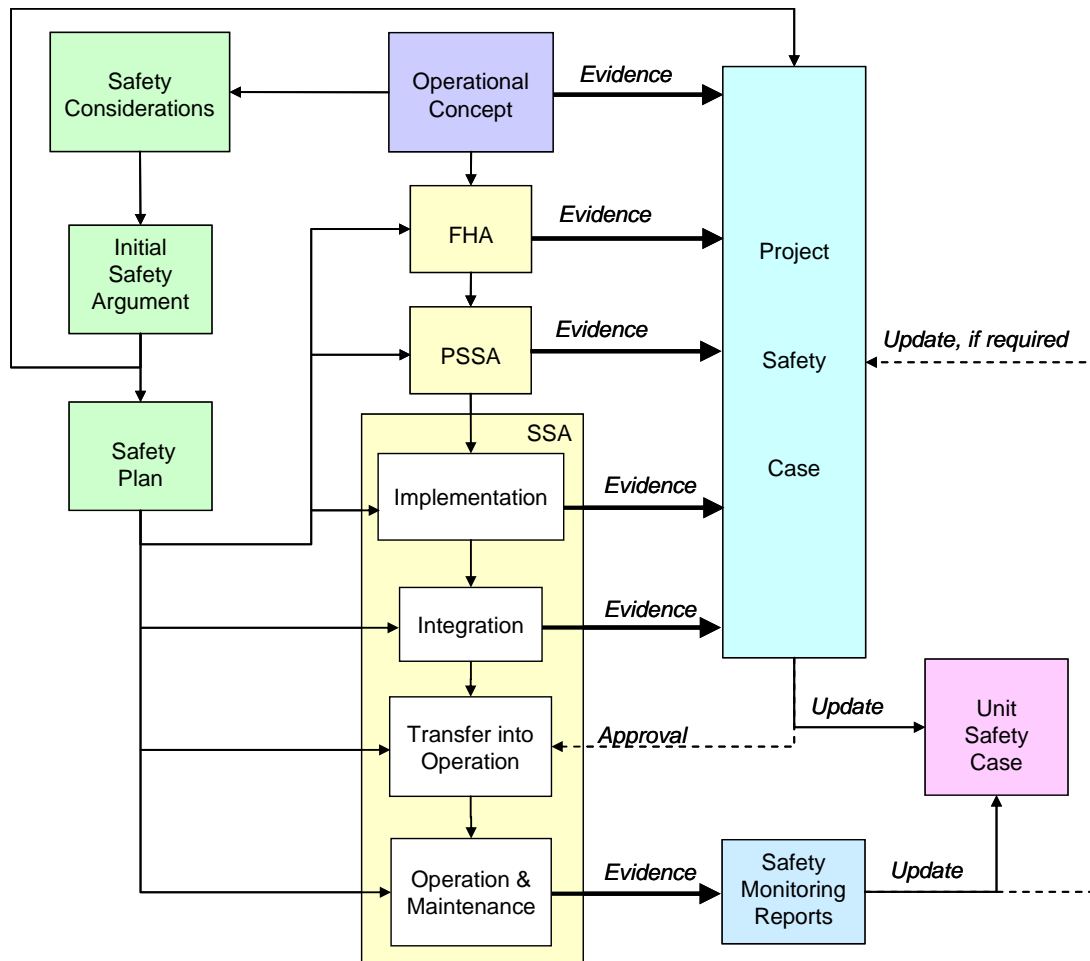 Safety
Considerations
Operational
Concept
Evidence
FHA
Evidence
Initial
Safety
Argument
Project
Safety
Case
PSSA
Evidence
Update, if required
Safety
Plan
SSA
Implementation
Evidence
Integration
Evidence
Transfer into
Operation
Approval
Update
Unit
Safety
Case
Operation &
Maintenance
Evidence
Safety
Monitoring
Reports
Update